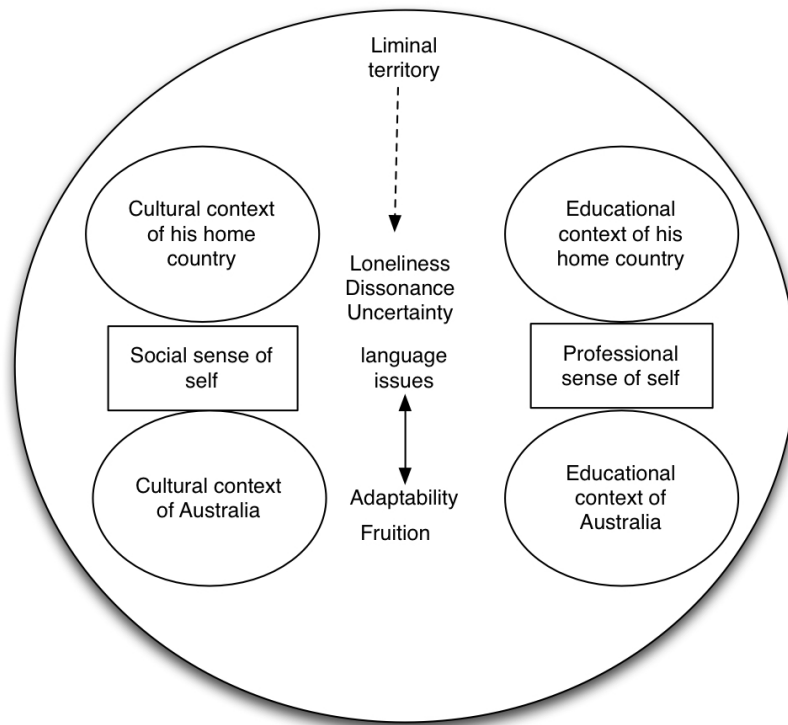 Liminal
territory
Cultural context
of his home
country
Educational
context of his
home country
Loneliness
Dissonance
Uncertainty
language
issues
Social sense of
self
Professional
sense of self
Cultural context
of Australia
Adaptability
Fruition
Educational
context of
Australia